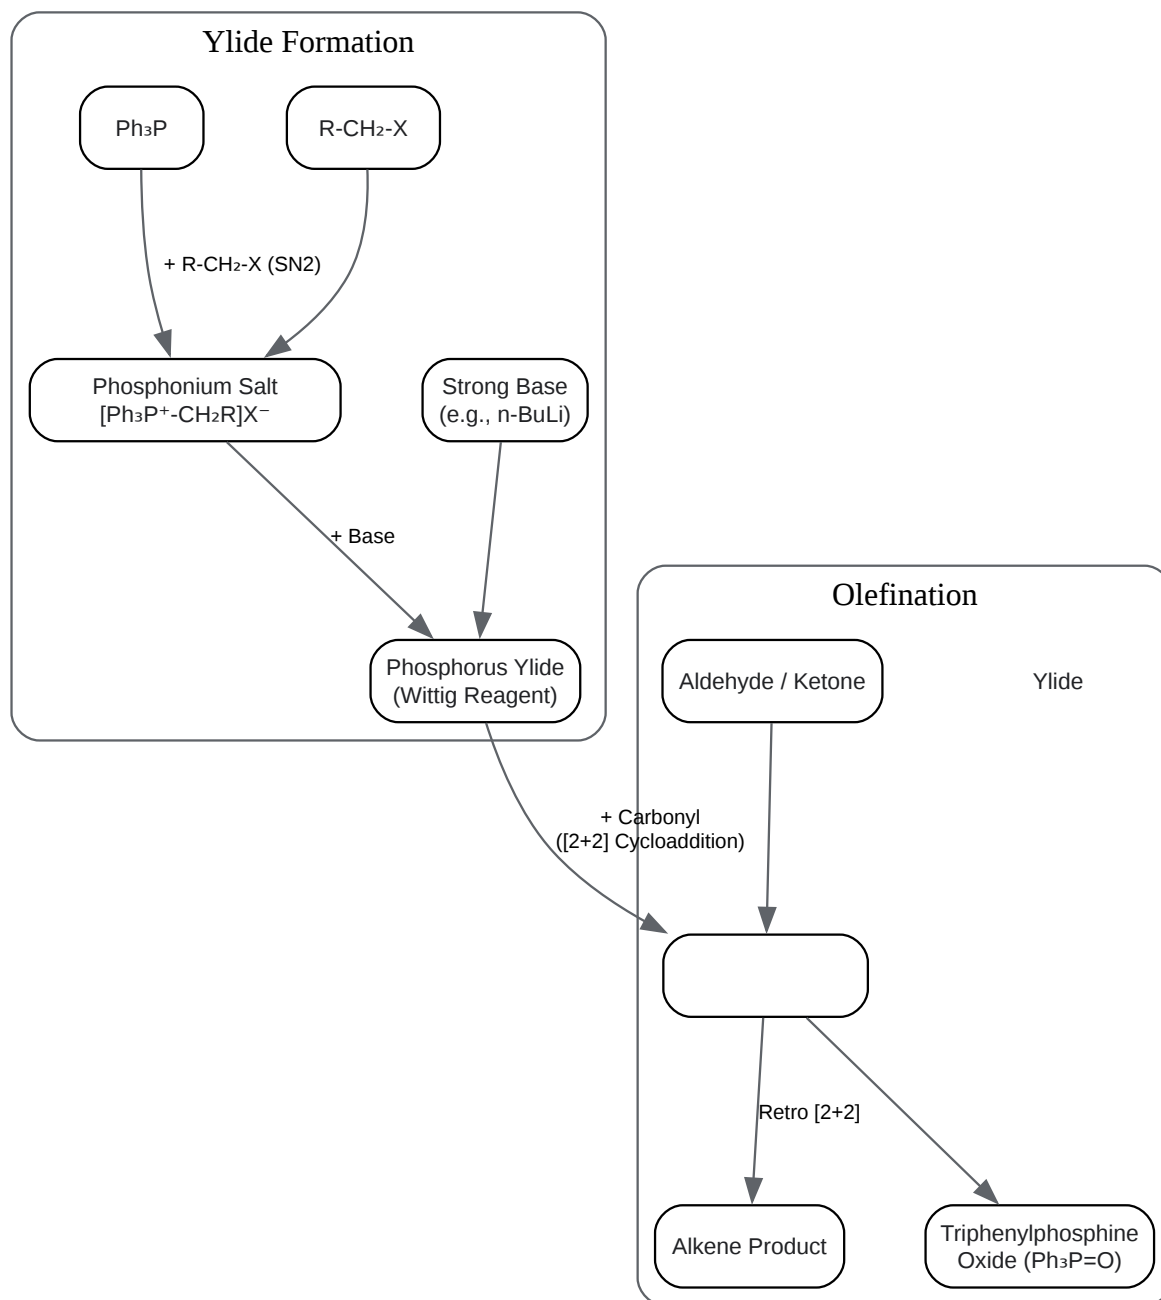 Ylide Formation
Ph₃P
R-CH₂-X
+ R-CH₂-X (SN2)
Phosphonium Salt
[Ph₃P⁺-CH₂R]X⁻
Strong Base
(e.g., n-BuLi)
+ Base
Phosphorus Ylide
(Wittig Reagent)
Olefination
Aldehyde / Ketone
Ylide
+ Carbonyl
([2+2] Cycloaddition)
Retro [2+2]
Alkene Product
Triphenylphosphine
Oxide (Ph₃P=O)